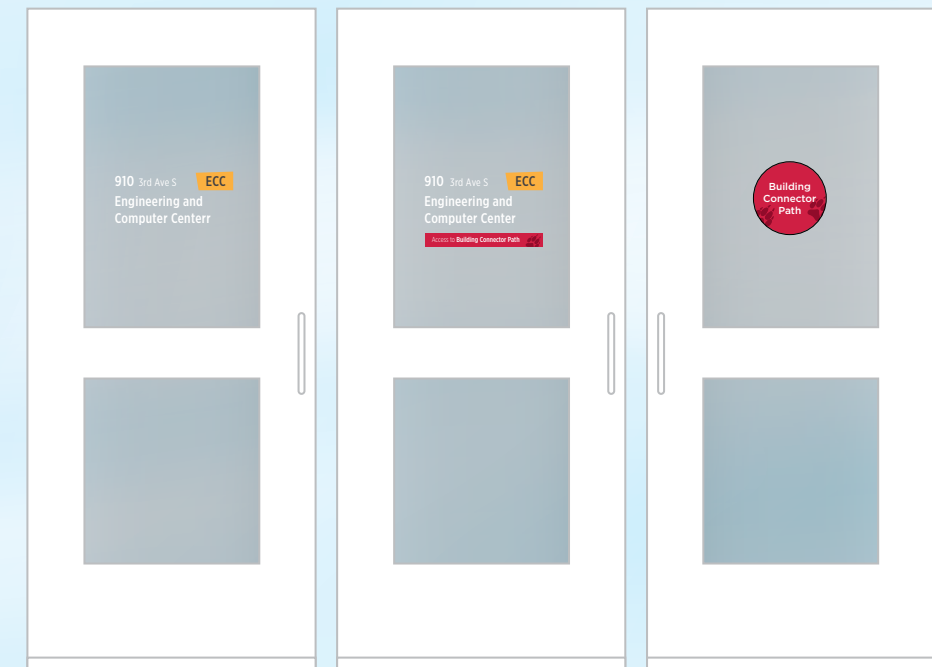 910 3rd Ave S ECC
Engineering and
Computer Centerr
910 3rd Ave S ECC
Engineering and
Computer Center
Access to Building Connector Path
Building
Connector
Path